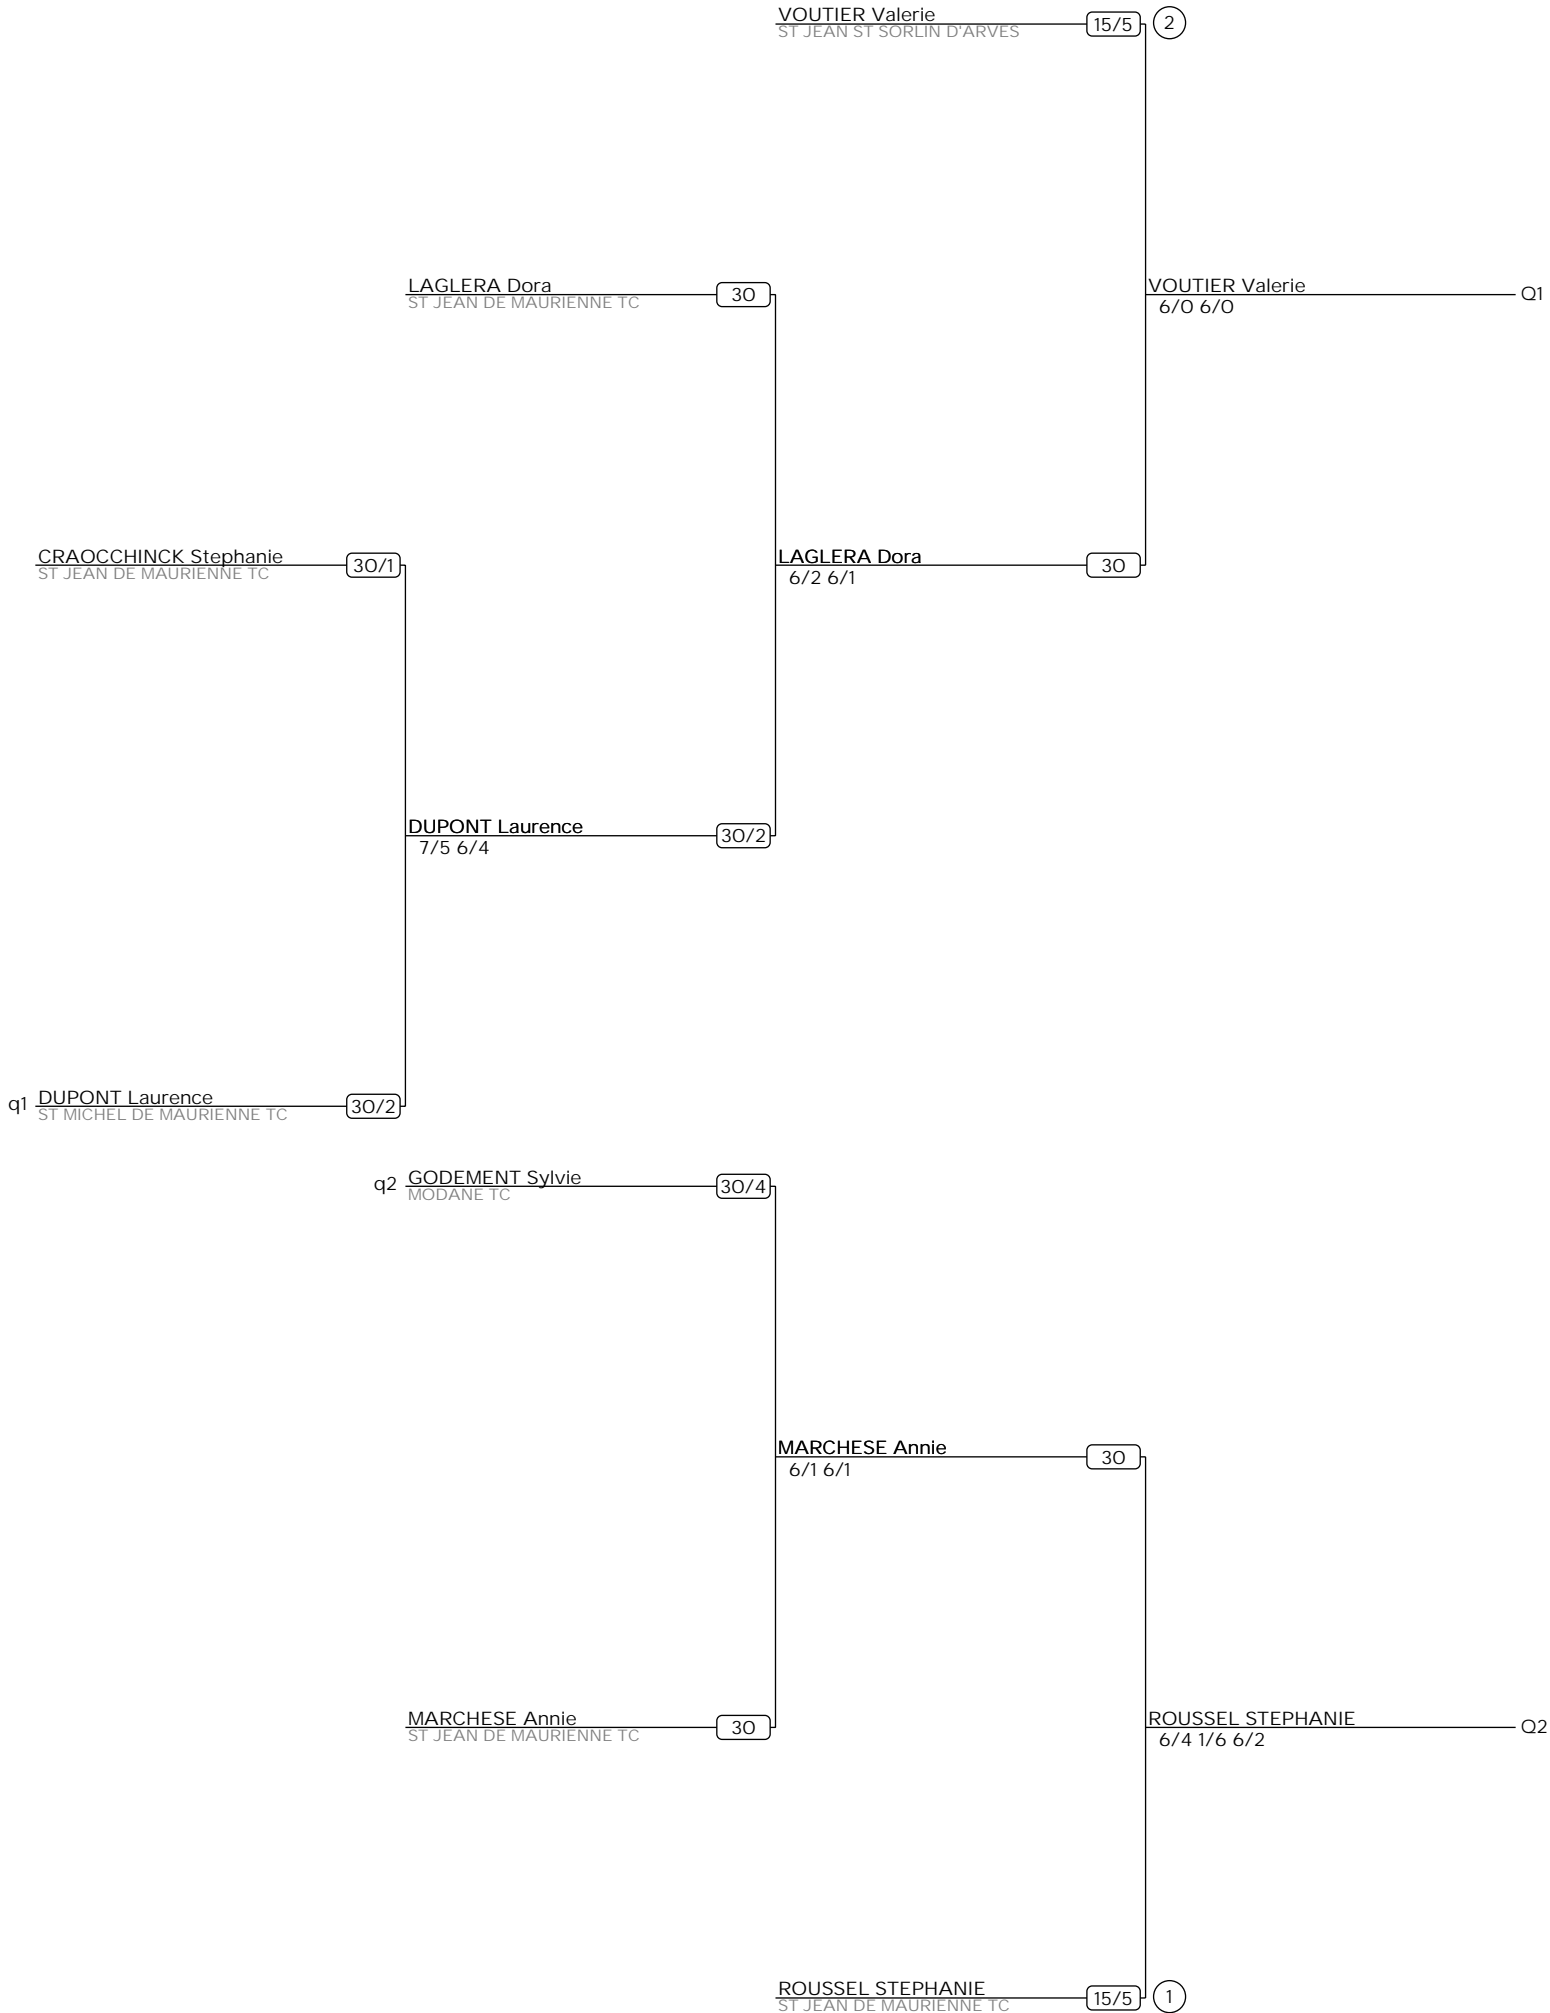 VOUTIER Valerie 15/5 2
ST JEAN ST SORLIN D'ARVES
LAGLERA Dora 30
ST JEAN DE MAURIENNE TC
VOUTIER Valerie Q1
6/0 6/0
CRAOCCHINCK Stephanie 30/1
ST JEAN DE MAURIENNE TC
LAGLERA Dora 30
6/2 6/1
DUPONT Laurence 30/2
7/5 6/4
q1 DUPONT Laurence 30/2
ST MICHEL DE MAURIENNE TC
q2 GODEMENT Sylvie 30/4
MODANE TC
MARCHESE Annie 30
6/1 6/1
MARCHESE Annie 30
ST JEAN DE MAURIENNE TC
ROUSSEL STEPHANIE Q2
6/4 1/6 6/2
ROUSSEL STEPHANIE 15/5 1
ST JEAN DE MAURIENNE TC